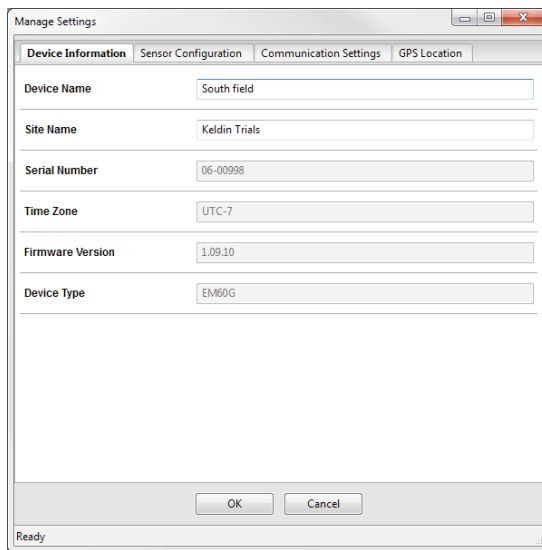 Manage Settings
Device Information Sensor Configuration Communication Settings GPS Location
Device Name South field
Site Name Keldin Trials
Serial Number 06-00998
Time Zone UTC-7
Firmware Version 1.09.10
Device Type EM60G
OK Cancel
Ready